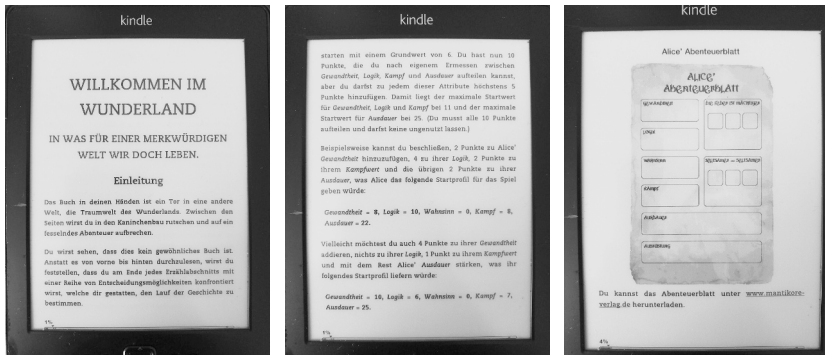 kindle
WILLKOMMEN IM
WUNDERLAND
IN WAS FÜR EINER MERKWÜRDIGEN
WELT WIR DOCH LEBEN.
Einleitung
Das Buch in deinen Händen ist ein Tor in eine andere
Welt, die Traumwelt des Wunderlands. Zwischen den
Seiten wirst du in den Kaninchenbau rutschen und auf ein
fesselndes Abenteuer aufbrechen.
Du wirst sehen, dass dies kein gewöhnliches Buch ist.
Anstatt es von vorne bis hinten durchzulesen, wirst du
feststellen, dass du am Ende jedes Erzählabschnitts mit
einer Reihe von Entscheidungsmöglichkeiten konfrontiert
wirst, welche dir gestatten, den Lauf der Geschichte zu
bestimmen.
1%
kindle
starten mit einem Grundwert von 6. Du hast nun 10
Punkte, die du nach eigenem Ermessen zwischen
Gewandtheit, Logik, Kampf und Ausdauer aufteilen kannst,
aber du darfst zu jedem dieser Attribute höchstens 5
Punkte hinzufügen. Damit liegt der maximale Startwert
für Gewandtheit, Logik und Kampf bei 11 und der maximale
Startwert für Ausdauer bei 25. (Du musst alle 10 Punkte
aufteilen und darfst keine ungenutzt lassen.)
Beispielsweise kannst du beschließen, 2 Punkte zu Alice'
Gewandtheit hinzuzufügen, 4 zu ihrer Logik, 2 Punkte zu
ihrem Kampfwert und die übrigen 2 Punkte zu ihrer
Ausdauer, was Alice das folgende Startprofil für das Spiel
geben würde:
Gewandtheit = 8, Logik = 10, Wahnsinn = 0, Kampf = 8,
Ausdauer = 22.
Vielleicht möchtest du auch 4 Punkte zu ihrer Gewandtheit
addieren, nichts zu ihrer Logik, 1 Punkt zu ihrem Kampfwert
und mit dem Rest Alice' Ausdauer stärken, was ihr
folgendes Startprofil liefern würde:
Gewandtheit = 10, Logik = 6, Wahnsinn = 0, Kampf = 7,
Ausdauer = 25.
kindle
Alice' Abenteuerblatt
ALICE'
ABENTEUERBLATT
GEWANDTHEIT
LOGIK
WAHNSINN
KAMPF
AUSDAUER
Du kannst das Abenteuerblatt unter www.mantikore-
verlag.de herunterladen.
4%